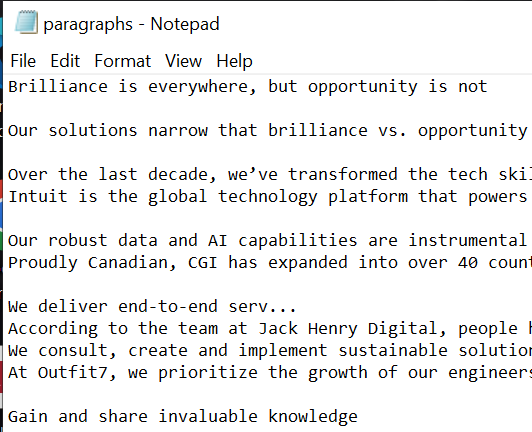 paragraphs - Notepad
File Edit Format View Help
Brilliance is everywhere, but opportunity is not
Our solutions narrow that brilliance vs. opportunity
Over the last decade, we’ve transformed the tech
Intuit is the global technology platform that powers
Our robust data and AI capabilities are instrumental
Proudly Canadian, CGI has expanded into over 40
We deliver end-to-end serv...
According to the team at Jack Henry Digital, people
We consult, create and implement sustainable
At Outfit7, we prioritize the growth of our engineers
Gain and share invaluable knowledge